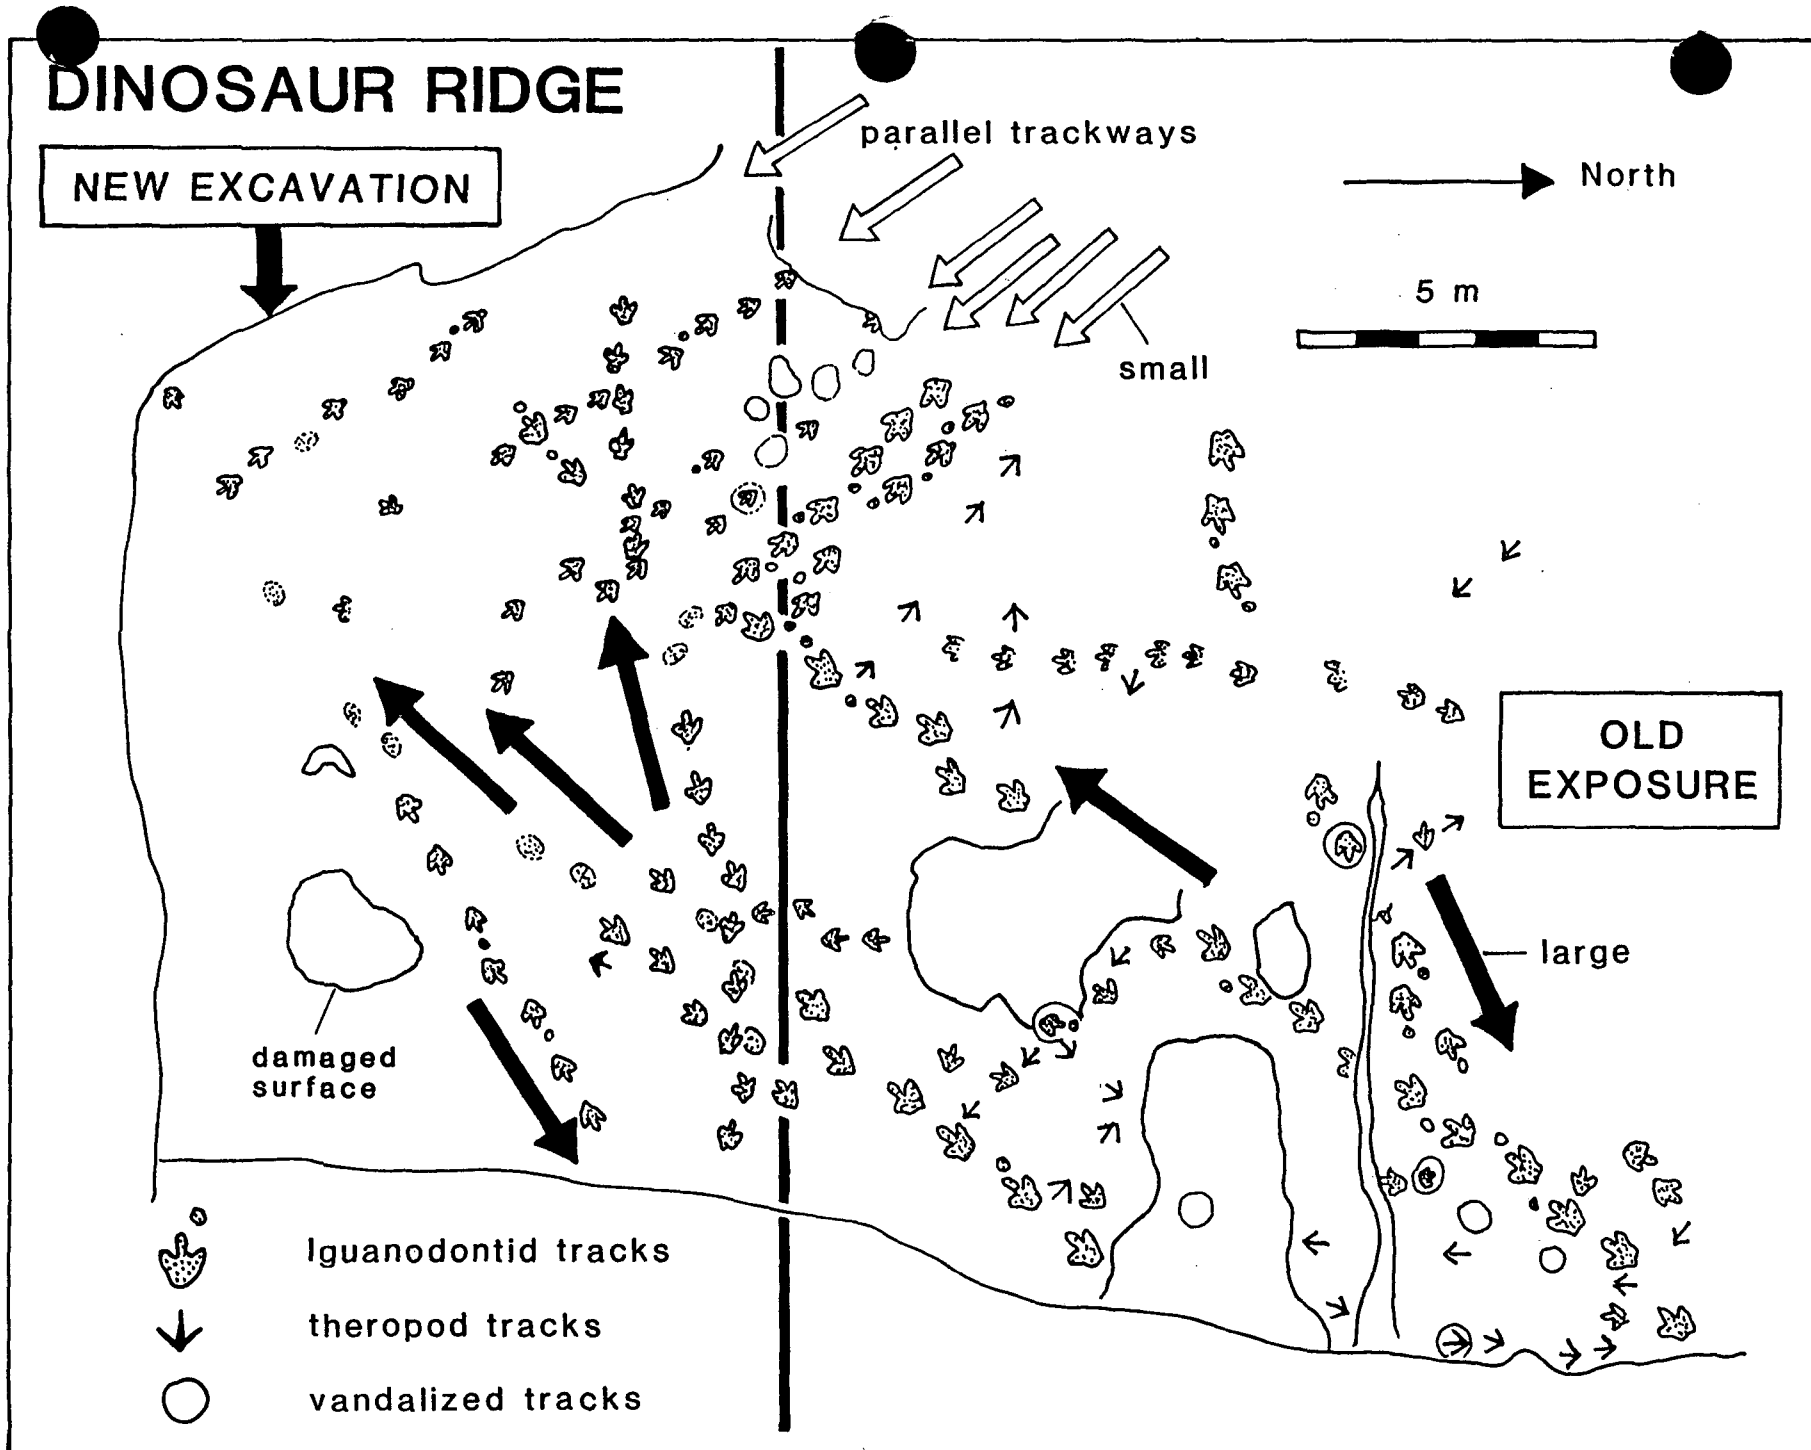 DINOSAUR RIDGE
NEW EXCAVATION
parallel trackways
North
5 m
small
OLD
EXPOSURE
large
damaged
surface
Iguanodontid tracks
theropod tracks
vandalized tracks